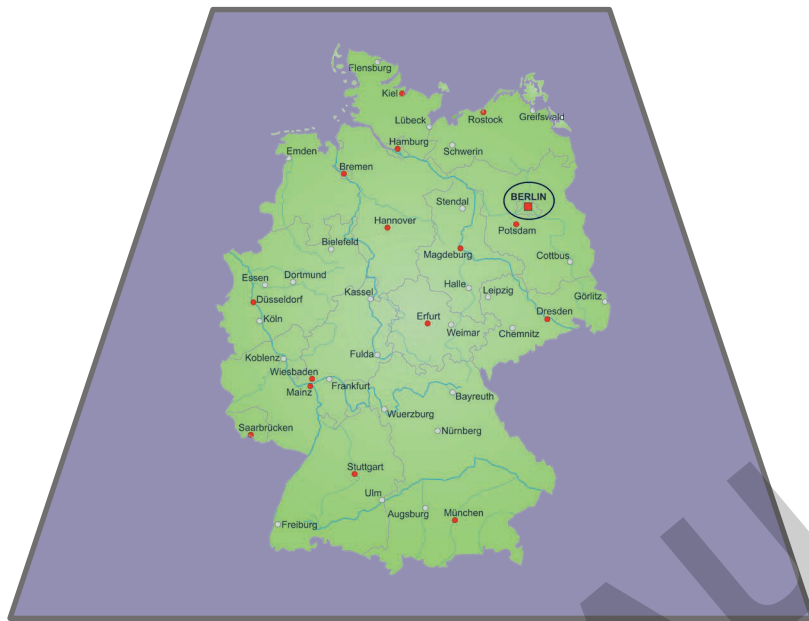 Flensburg
Kiel
Rostock
Greifswald
Lübeck
Hamburg
Schwerin
Emden
Bremen
BERLIN
Stendal
Hannover
Potsdam
Bielefeld
Magdeburg
Cottbus
Essen
Dortmund
Kassel
Halle
Leipzig
Görlitz
Düsseldorf
Köln
Erfurt
Dresden
Weimar
Chemnitz
Koblenz
Fulda
Wiesbaden
Frankfurt
Mainz
Bayreuth
Wuerzburg
Saarbrücken
Nürnberg
Stuttgart
Ulm
Augsburg
München
Freiburg
AU